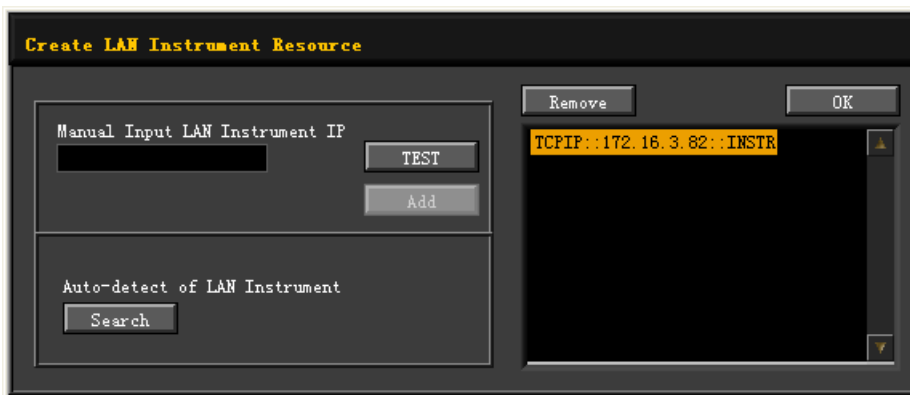 Create LAN Instrument Resource
Manual Input LAN Instrument IP
TEST
Add
Auto-detect of LAN Instrument
Search
Remove
OK
TCPIP::172.16.3.82::INSTR